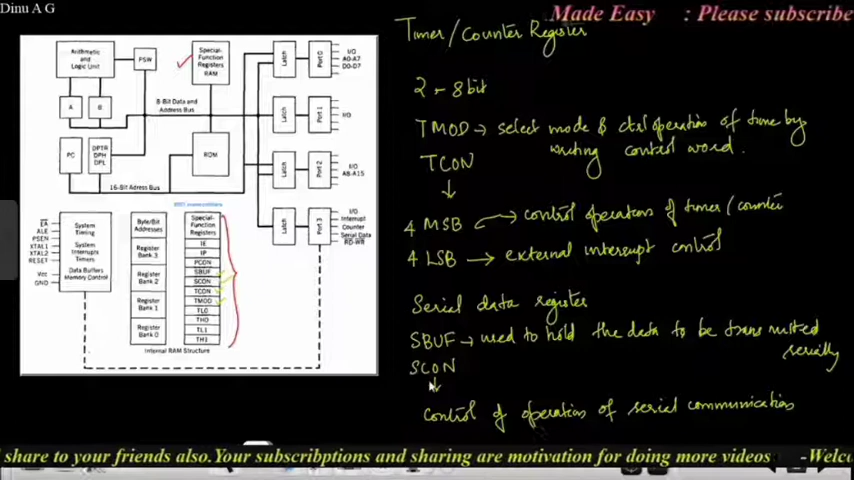 Dinu A G
Made Easy : Please subscribe
Timer/Counter Register
2 - 8bit
TMOD → select mode & ctrl operation of time by
writing control word.
TCON
↓
4 MSB → control operations of timer/counter
4 LSB → external interrupt control
Serial data register
SBUF → used to hold the data to be transmitted
serially
SCON
↓
control of operation of serial communication
Arithmetic
and
Logic Unit
PSW
Special-
Function
Registers
RAM
Latch
Port 0
I/O
A0-A7
D0-D7
A
B
8-Bit Data and
Address Bus
Latch
Port 1
I/O
PC
DPTR
DPH
DPL
ROM
Latch
Port 2
I/O
A8-A15
16-Bit Adress Bus
Latch
Port 3
I/O
Interrupt
Counter
Serial Data
RD-WR
EA
ALE
PSEN
XTAL1
XTAL2
RESET
Vcc
GND
System
Timing
System
Interrupts
Timers
Data Buffers
Memory Control
Byte/Bit
Addresses
Register
Bank 3
Register
Bank 2
Register
Bank 1
Register
Bank 0
Special-
Function
Registers
IE
IP
PCON
SBUF
SCON
TCON
TMOD
TL0
TH0
TL1
TH1
Internal RAM Structure
share to your friends also.Your subscribptions and sharing are motivation for doing more videos -Welco